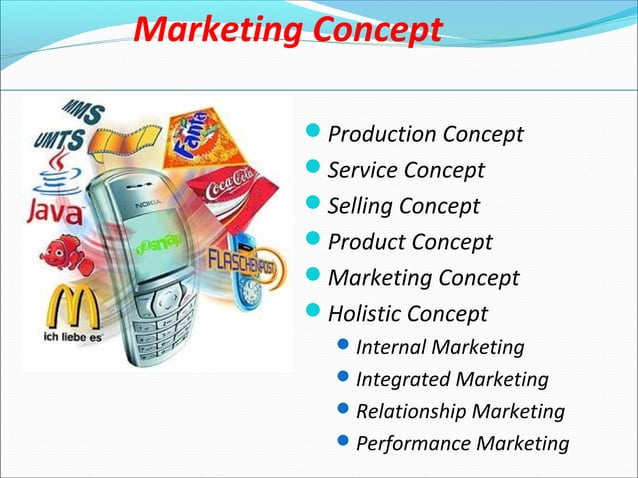 Marketing Concept
MMS
UMTS
Java
Fanta
Coca-Cola
NOKIA
gosnap
FLASCHENPOST
ich liebe es
Production Concept
Service Concept
Selling Concept
Product Concept
Marketing Concept
Holistic Concept
Internal Marketing
Integrated Marketing
Relationship Marketing
Performance Marketing